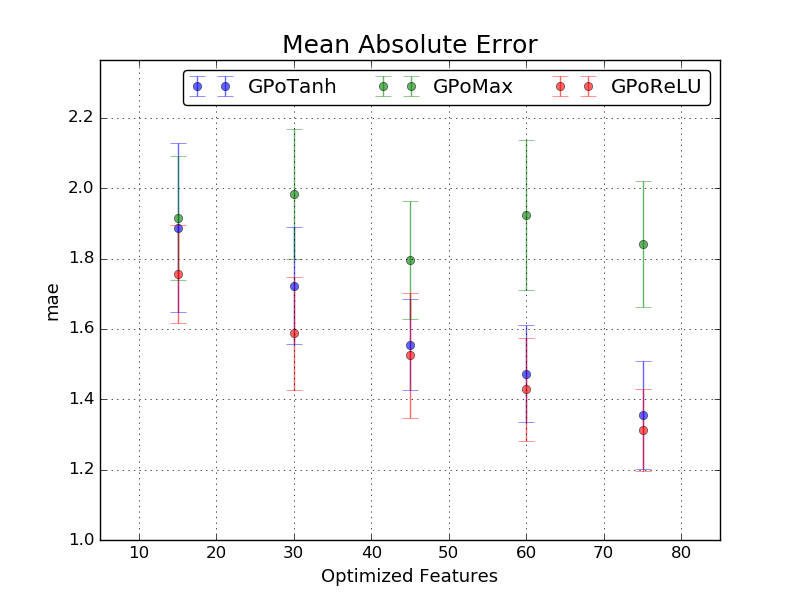 Mean Absolute Error
GPoTanh GPoMax GPoReLU
2.2
2.0
1.8
1.6
1.4
1.2
1.0
mae
10 20 30 40 50 60 70 80
Optimized Features